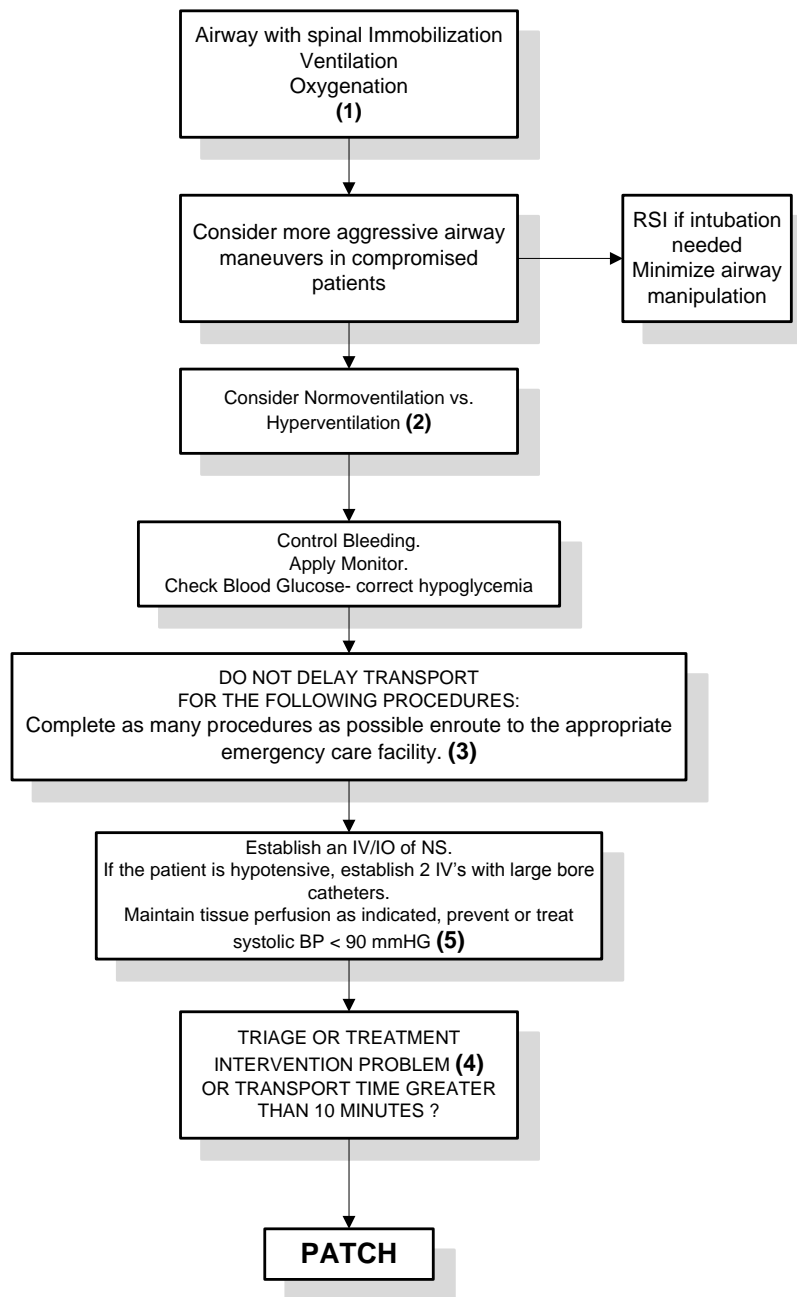 Airway with spinal Immobilization
Ventilation
Oxygenation
(1)
Consider more aggressive airway
maneuvers in compromised
patients
RSI if intubation
needed
Minimize airway
manipulation
Consider Normoventilation vs.
Hyperventilation (2)
Control Bleeding.
Apply Monitor.
Check Blood Glucose- correct hypoglycemia
DO NOT DELAY TRANSPORT
FOR THE FOLLOWING PROCEDURES:
Complete as many procedures as possible enroute to the appropriate
emergency care facility. (3)
Establish an IV/IO of NS.
If the patient is hypotensive, establish 2 IV's with large bore
catheters.
Maintain tissue perfusion as indicated, prevent or treat
systolic BP < 90 mmHG (5)
TRIAGE OR TREATMENT
INTERVENTION PROBLEM (4)
OR TRANSPORT TIME GREATER
THAN 10 MINUTES ?
PATCH